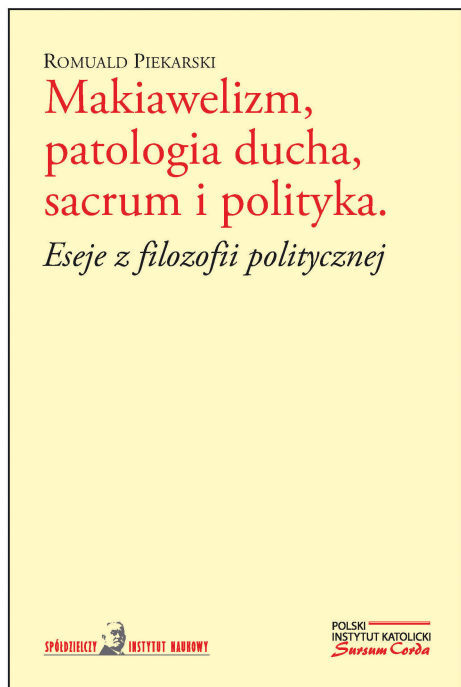 Romuald Piekarski
Makiawelizm,
patologia ducha,
sacrum i polityka.
Eseje z filozofii politycznej
SPÓŁDZIELCZY INSTYTUT NAUKOWY
POLSKI
INSTYTUT KATOLICKI
Sursum Corda